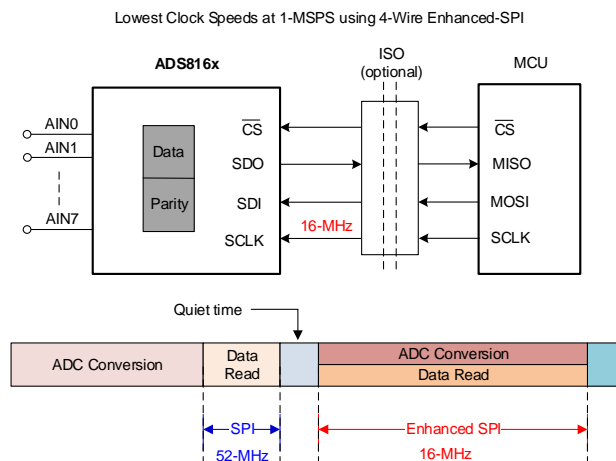 Lowest Clock Speeds at 1-MSPS using 4-Wire Enhanced-SPI
ADS816x
ISO
(optional)
MCU
AIN0
AIN1
AIN7
Data
Parity
CS
SDO
SDI
SCLK
16-MHz
CS
MISO
MOSI
SCLK
Quiet time
ADC Conversion
Data
Read
ADC Conversion
Data Read
SPI
52-MHz
Enhanced SPI
16-MHz